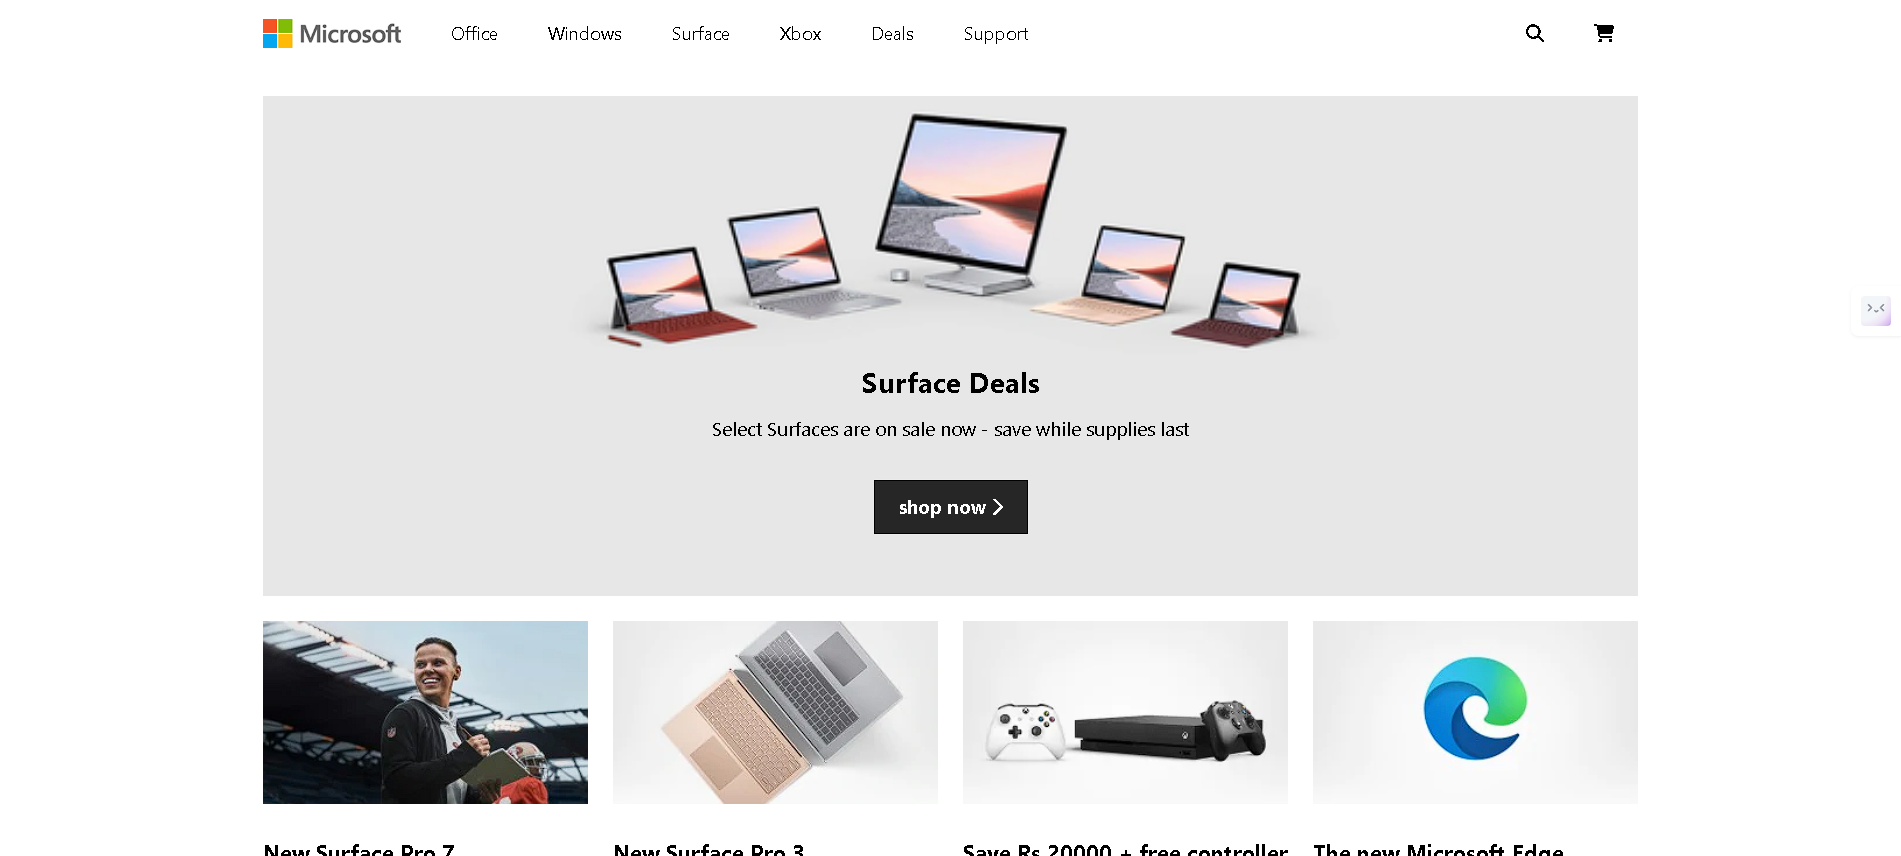 Microsoft Office Windows Surface Xbox Deals Support
Surface Deals
Select Surfaces are on sale now - save while supplies last
shop now
New Surface Pro 7
New Surface Pro 3
Save Rs 20000 + free controller
The new Microsoft Edge